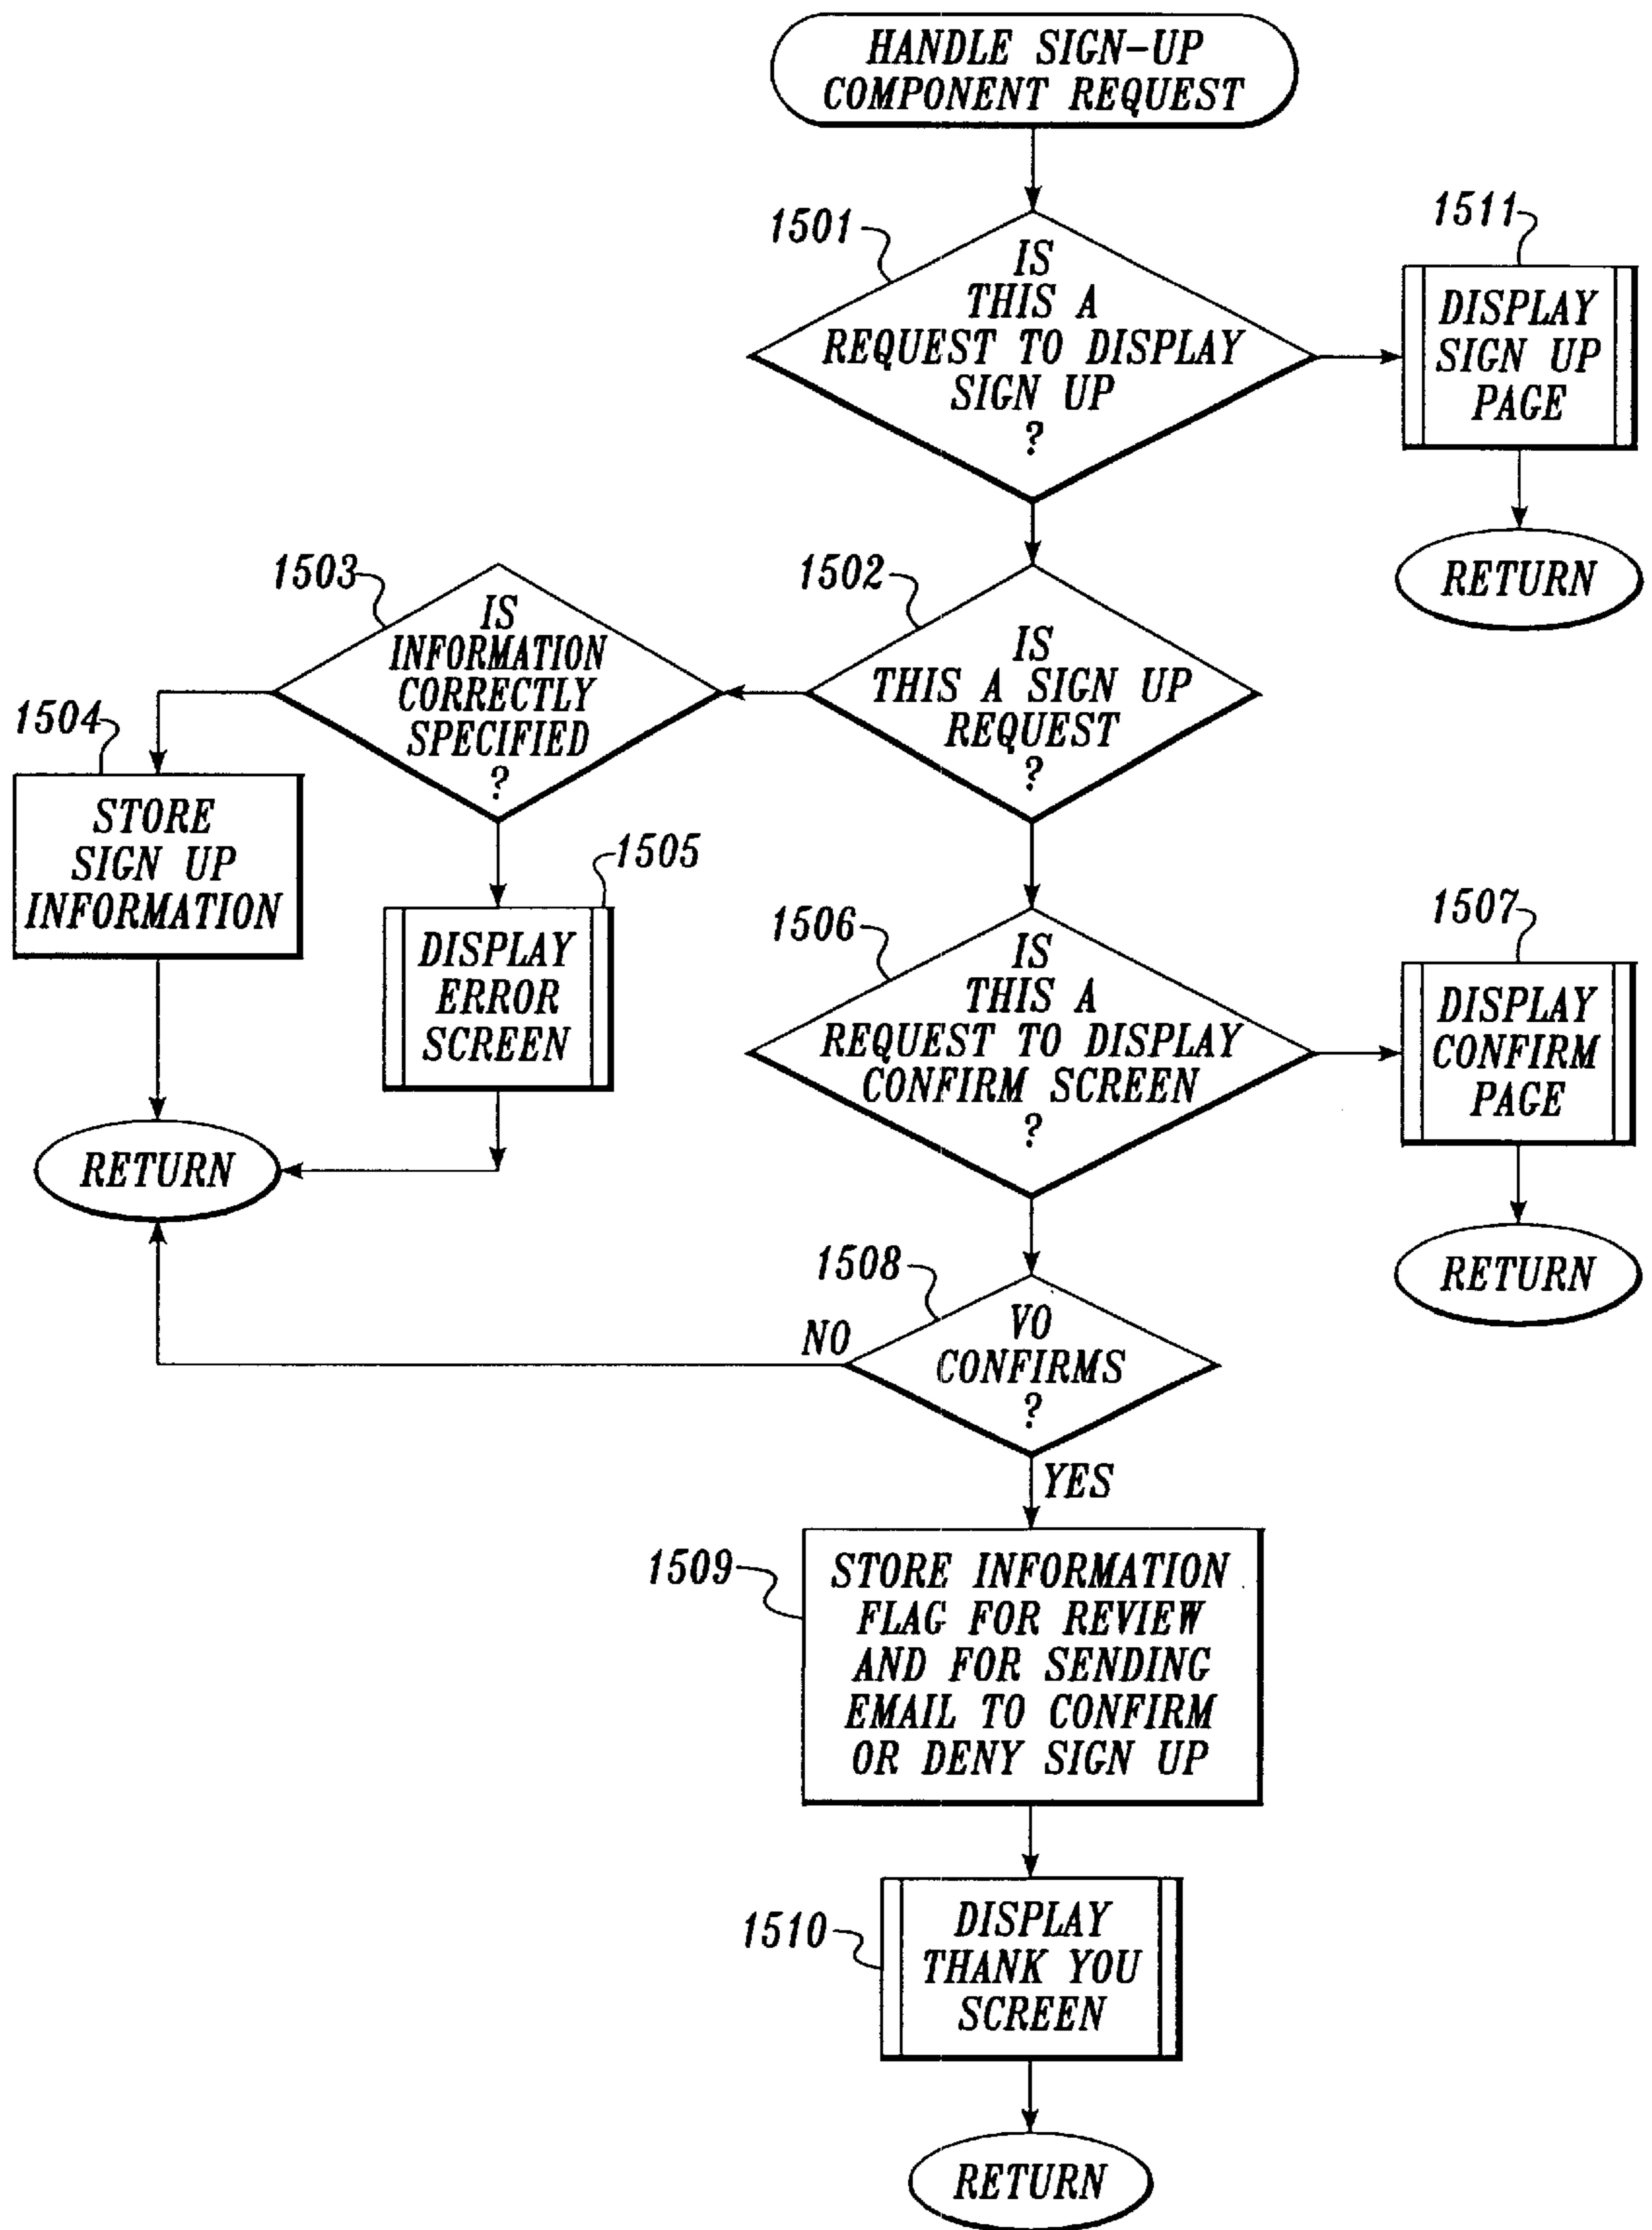 HANDLE SIGN-UP
COMPONENT REQUEST
1501
IS
THIS A
REQUEST TO DISPLAY
SIGN UP
?
1511
DISPLAY
SIGN UP
PAGE
RETURN
1502
IS
THIS A SIGN UP
REQUEST
?
1503
IS
INFORMATION
CORRECTLY
SPECIFIED
?
1504
STORE
SIGN UP
INFORMATION
1505
DISPLAY
ERROR
SCREEN
RETURN
1506
IS
THIS A
REQUEST TO DISPLAY
CONFIRM SCREEN
?
1507
DISPLAY
CONFIRM
PAGE
RETURN
1508
VO
CONFIRMS
?
NO
YES
1509
STORE INFORMATION
FLAG FOR REVIEW
AND FOR SENDING
EMAIL TO CONFIRM
OR DENY SIGN UP
1510
DISPLAY
THANK YOU
SCREEN
RETURN